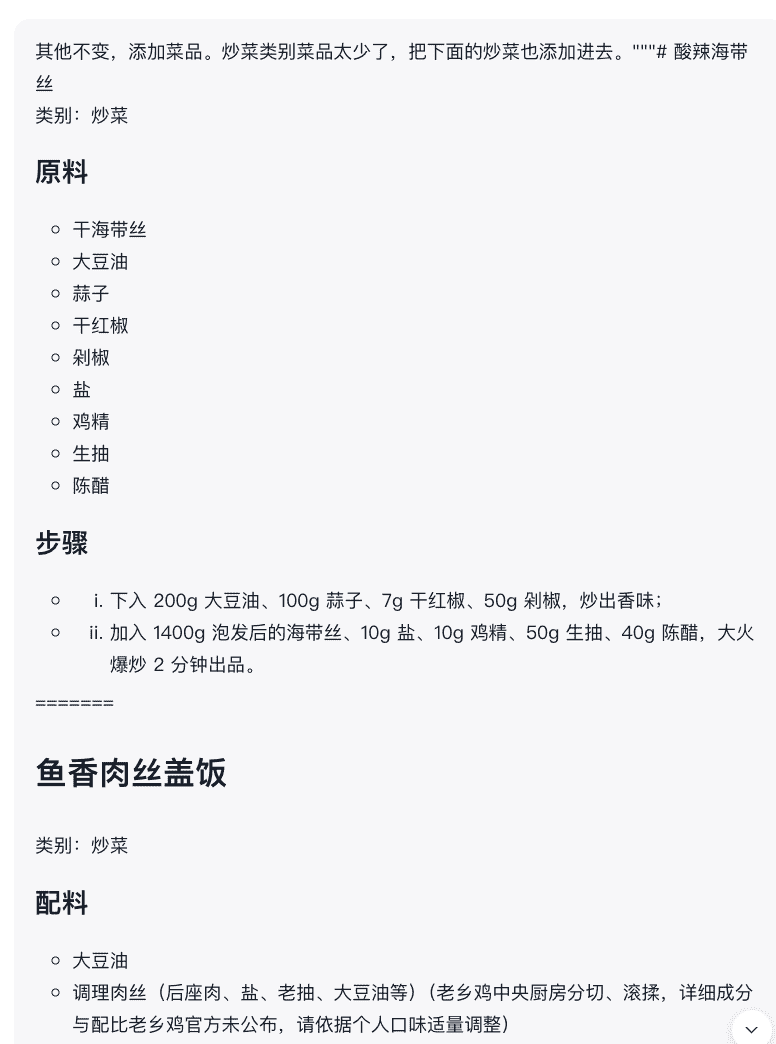 其他不变，添加菜品。炒菜类别菜品太少了，把下面的炒菜也添加进去。"""# 酸辣海带
丝
类别：炒菜
原料
干海带丝
大豆油
蒜子
干红椒
剁椒
盐
鸡精
生抽
陈醋
步骤
i. 下入 200g 大豆油、100g 蒜子、7g 干红椒、50g 剁椒，炒出香味；
ii. 加入 1400g 泡发后的海带丝、10g 盐、10g 鸡精、50g 生抽、40g 陈醋，大火
爆炒 2 分钟出品。
=======
鱼香肉丝盖饭
类别：炒菜
配料
大豆油
调理肉丝（后座肉、盐、老抽、大豆油等）（老乡鸡中央厨房分切、滚揉，详细成分
与配比老乡鸡官方未公布，请依据个人口味适量调整）